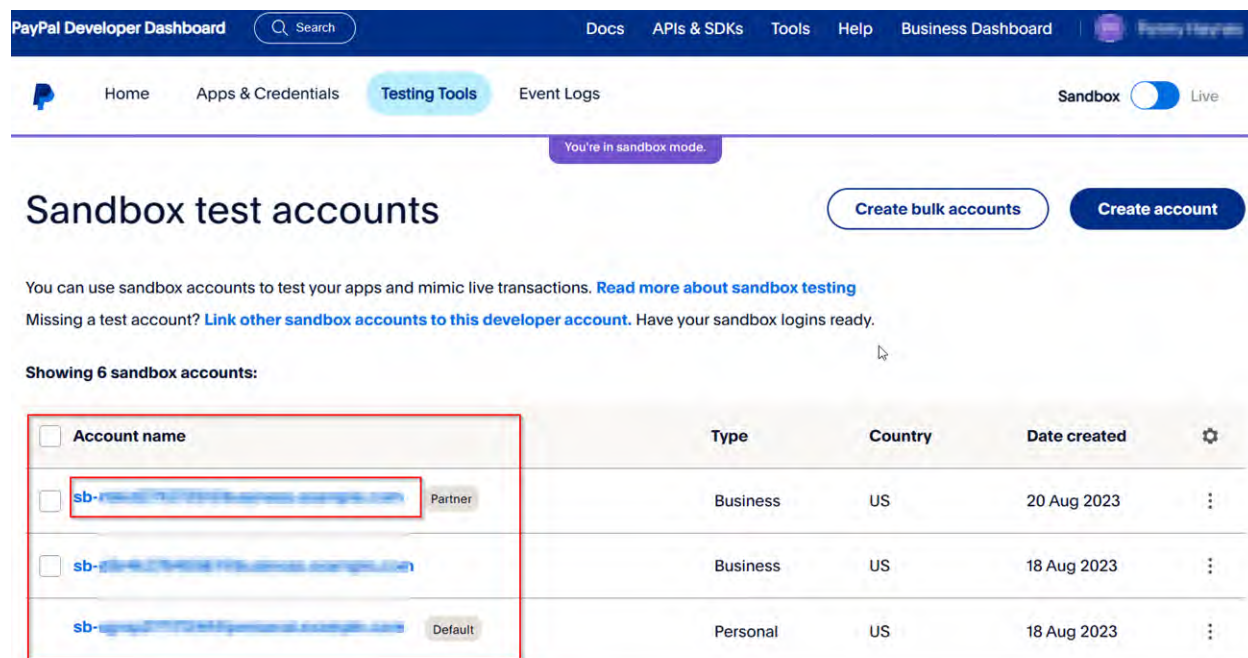 PayPal Developer Dashboard Search Docs APIs & SDKs Tools Help Business Dashboard
Home Apps & Credentials Testing Tools Event Logs Sandbox Live
You're in sandbox mode.
Sandbox test accounts Create bulk accounts Create account
You can use sandbox accounts to test your apps and mimic live transactions. Read more about sandbox testing
Missing a test account? Link other sandbox accounts to this developer account. Have your sandbox logins ready.
Showing 6 sandbox accounts:
Account name Type Country Date created
sb- Partner Business US 20 Aug 2023
sb- Business US 18 Aug 2023
sb- Default Personal US 18 Aug 2023